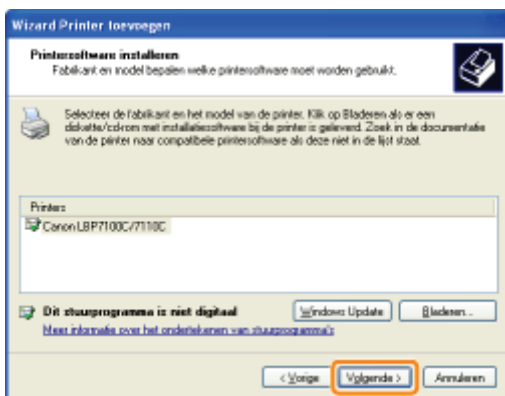 Wizard Printer toevoegen
Printersoftware installeren
Fabrikant en model bepalen welke printersoftware moet worden gebruikt.
Selecteer de fabrikant en het model van de printer. Klik op Bladeren als er een
diskette/cd-rom met installatiesoftware bij de printer is geleverd. Zoek in de documentatie
van de printer naar compatibele printersoftware als deze niet in de lijst staat.
Printers
Canon LBP7100C/7110C
Dit stuurprogramma is niet digitaal
Windows Update
Bladeren...
Meer informatie over het ondertekenen van stuurprogramma's
< Vorige
Volgende >
Annuleren